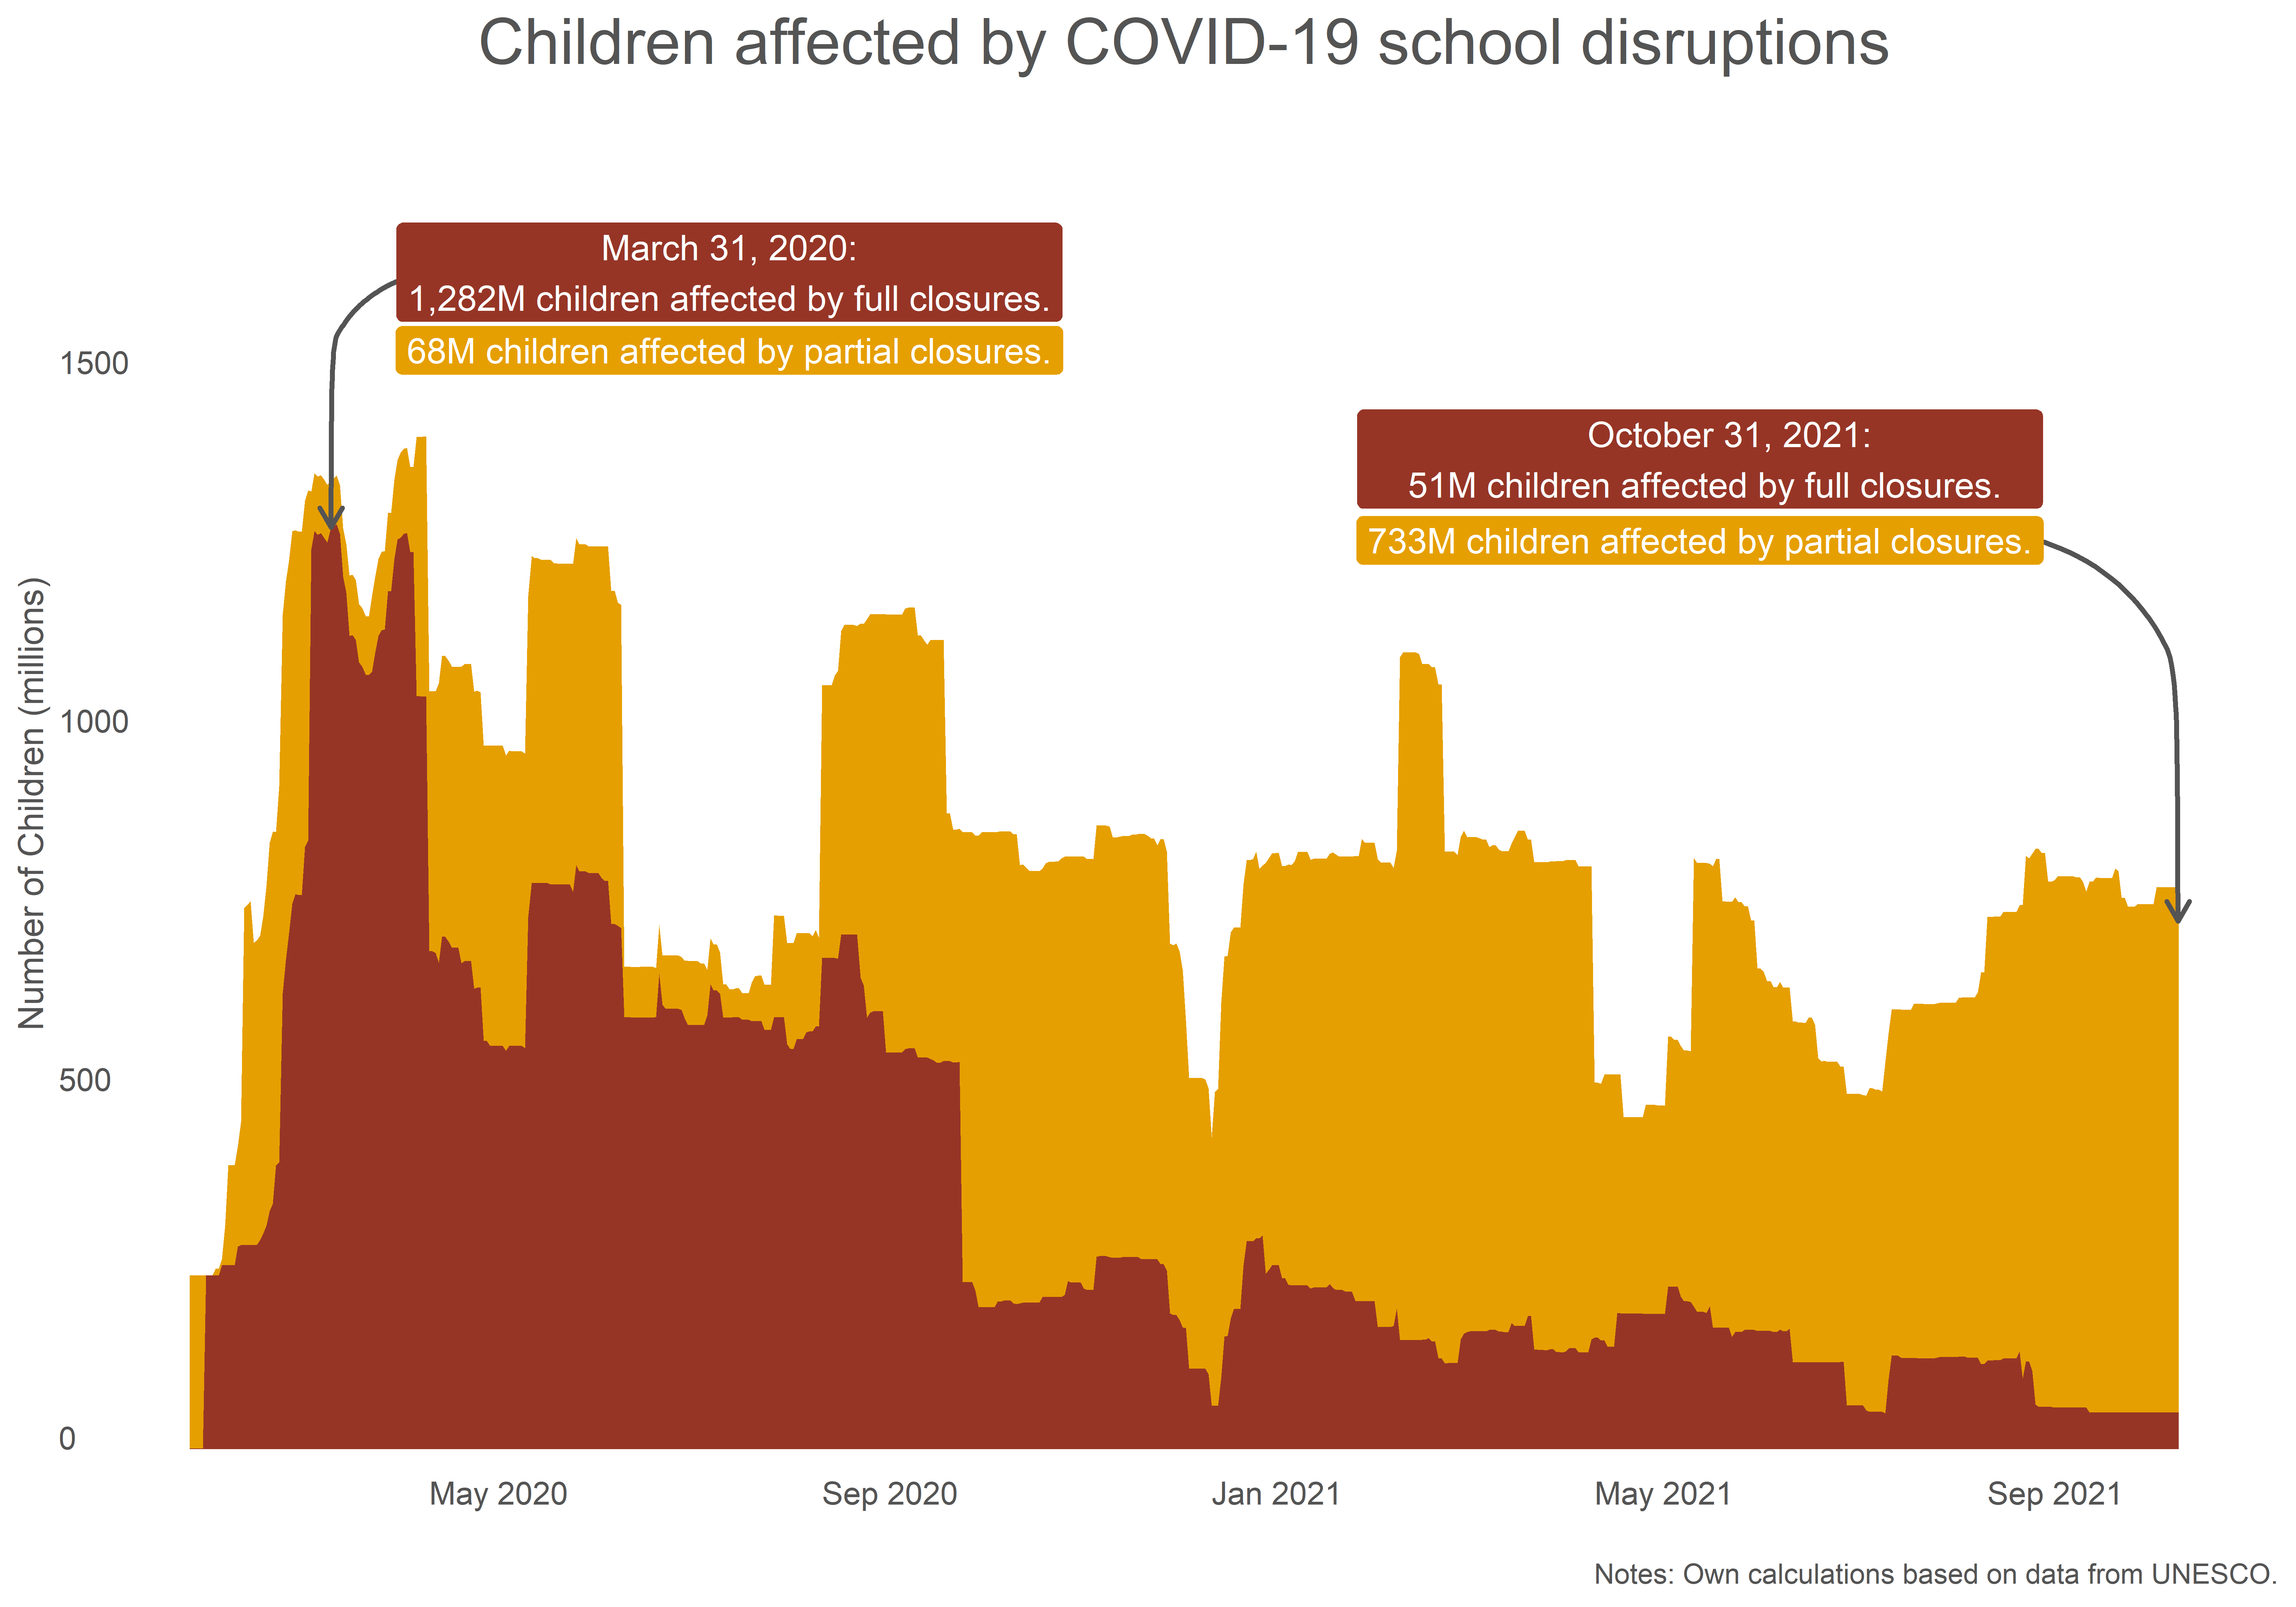 Children affected by COVID-19 school disruptions
March 31, 2020:
1,282M children affected by full closures.
68M children affected by partial closures.
October 31, 2021:
51M children affected by full closures.
733M children affected by partial closures.
Number of Children (millions)
1500
1000
500
0
May 2020
Sep 2020
Jan 2021
May 2021
Sep 2021
Notes: Own calculations based on data from UNESCO.